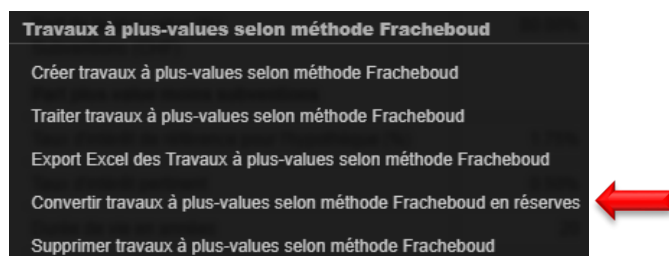 Travaux à plus-values selon méthode Fracheboud
Créer travaux à plus-values selon méthode Fracheboud
Traiter travaux à plus-values selon méthode Fracheboud
Export Excel des Travaux à plus-values selon méthode Fracheboud
Convertir travaux à plus-values selon méthode Fracheboud en réserves
Supprimer travaux à plus-values selon méthode Fracheboud